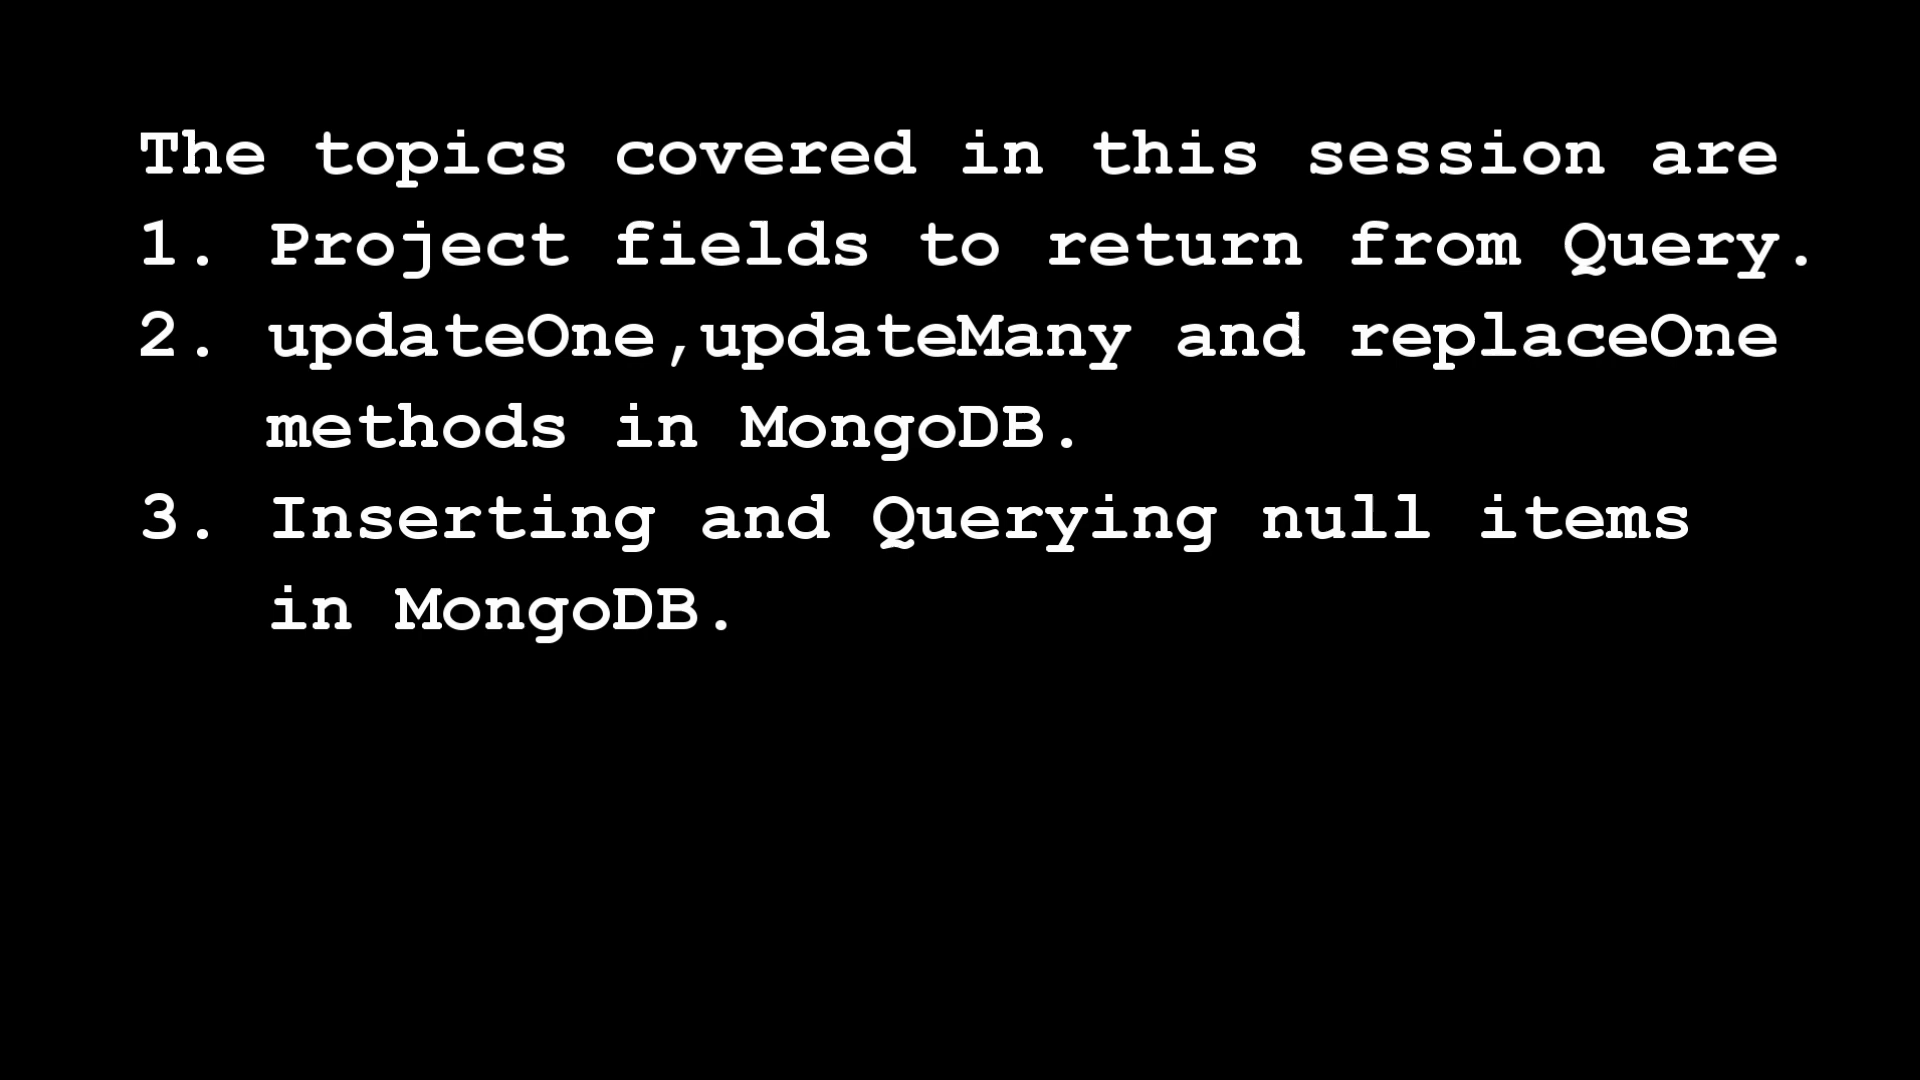 The topics covered in this session are
1. Project fields to return from Query.
2. updateOne,updateMany and replaceOne
methods in MongoDB.
3. Inserting and Querying null items
in MongoDB.